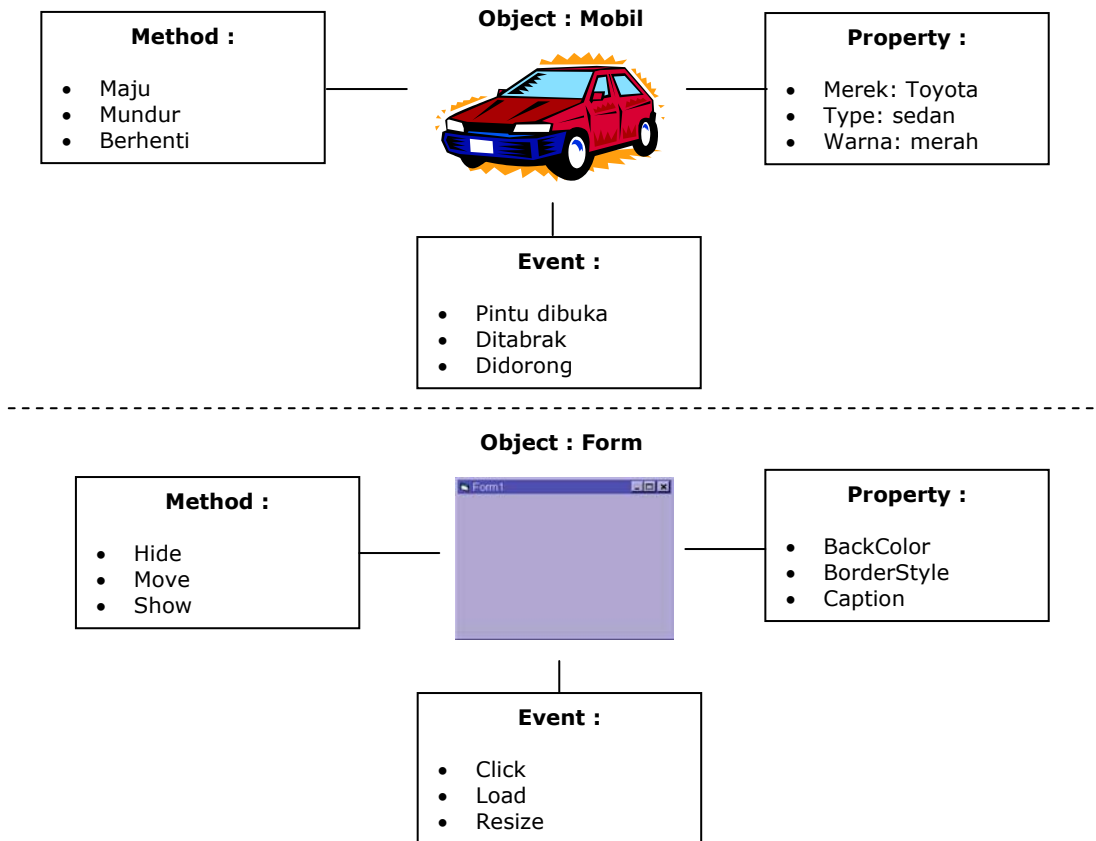 Object : Mobil
Method :
• Maju
• Mundur
• Berhenti
Property :
• Merek: Toyota
• Type: sedan
• Warna: merah
Event :
• Pintu dibuka
• Ditabrak
• Didorong
Object : Form
Method :
• Hide
• Move
• Show
Form1
Property :
• BackColor
• BorderStyle
• Caption
Event :
• Click
• Load
• Resize